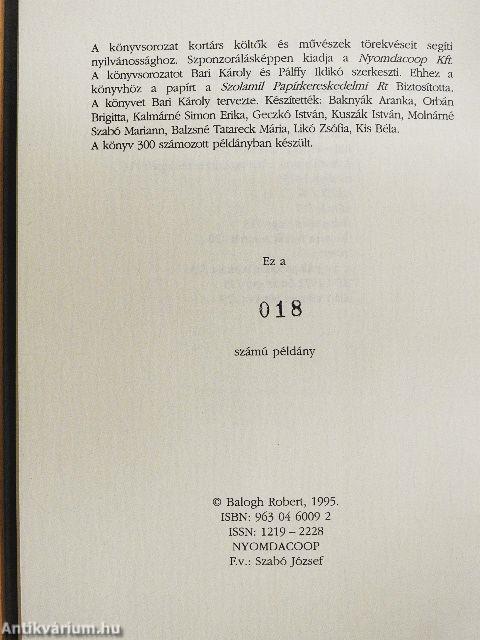 A könyvsorozat kortárs költők és művészek törekvéseit segíti
nyilvánossághoz. Szponzorálásképpen kiadja a Nyomdacoop Kft.
A könyvsorozatot Bari Károly és Pálffy Ildikó szerkeszti. Ehhez a
könyvhöz a papírt a Szolamil Papírkereskedelmi Rt Biztosította.
A könyvet Bari Károly tervezte. Készítették: Baknyák Aranka, Orbán
Brigitta, Kalmárné Simon Erika, Geczkó István, Kuszák István, Molnárné
Szabó Mariann, Balzsné Tatareck Mária, Likó Zsófia, Kis Béla.
A könyv 300 számozott példányban készült.
Ez a
018
számú példány
© Balogh Robert, 1995.
ISBN: 963 04 6009 2
ISSN: 1219 – 2228
NYOMDACOOP
F.v.: Szabó József
Antikvárium.hu